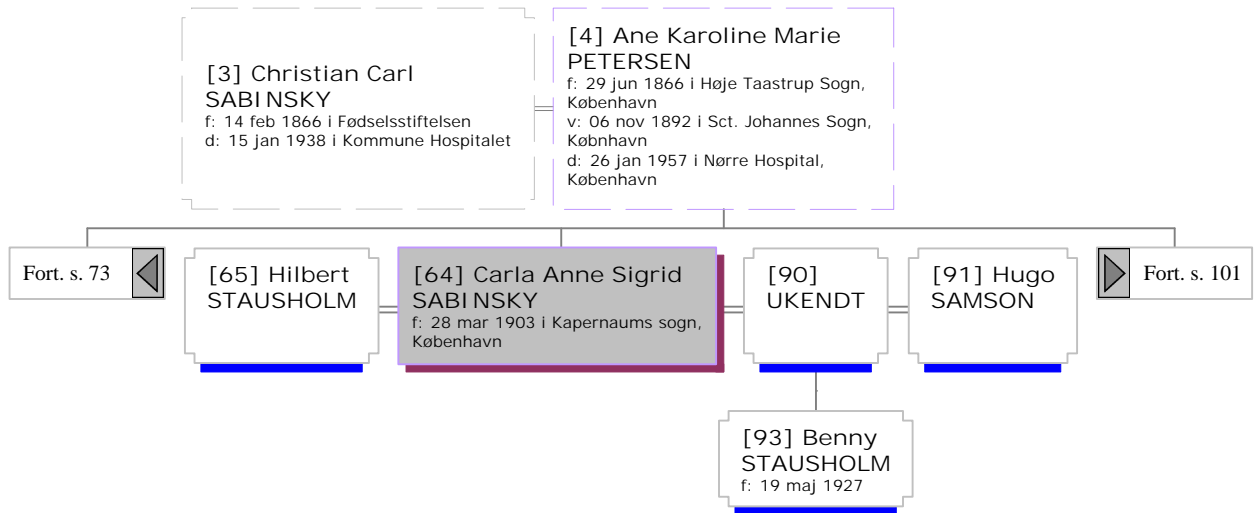 [3] Christian Carl
SABINSKY
f: 14 feb 1866 i Fødselsstiftelsen
d: 15 jan 1938 i Kommune Hospitalet
[4] Ane Karoline Marie
PETERSEN
f: 29 jun 1866 i Høje Taastrup Sogn,
København
v: 06 nov 1892 i Sct. Johannes Sogn,
Købnhavn
d: 26 jan 1957 i Nørre Hospital,
København
Fort. s. 73
[65] Hilbert
STAUSHOLM
[64] Carla Anne Sigrid
SABINSKY
f: 28 mar 1903 i Kapernaums sogn,
København
[90]
UKENDT
[91] Hugo
SAMSON
Fort. s. 101
[93] Benny
STAUSHOLM
f: 19 maj 1927